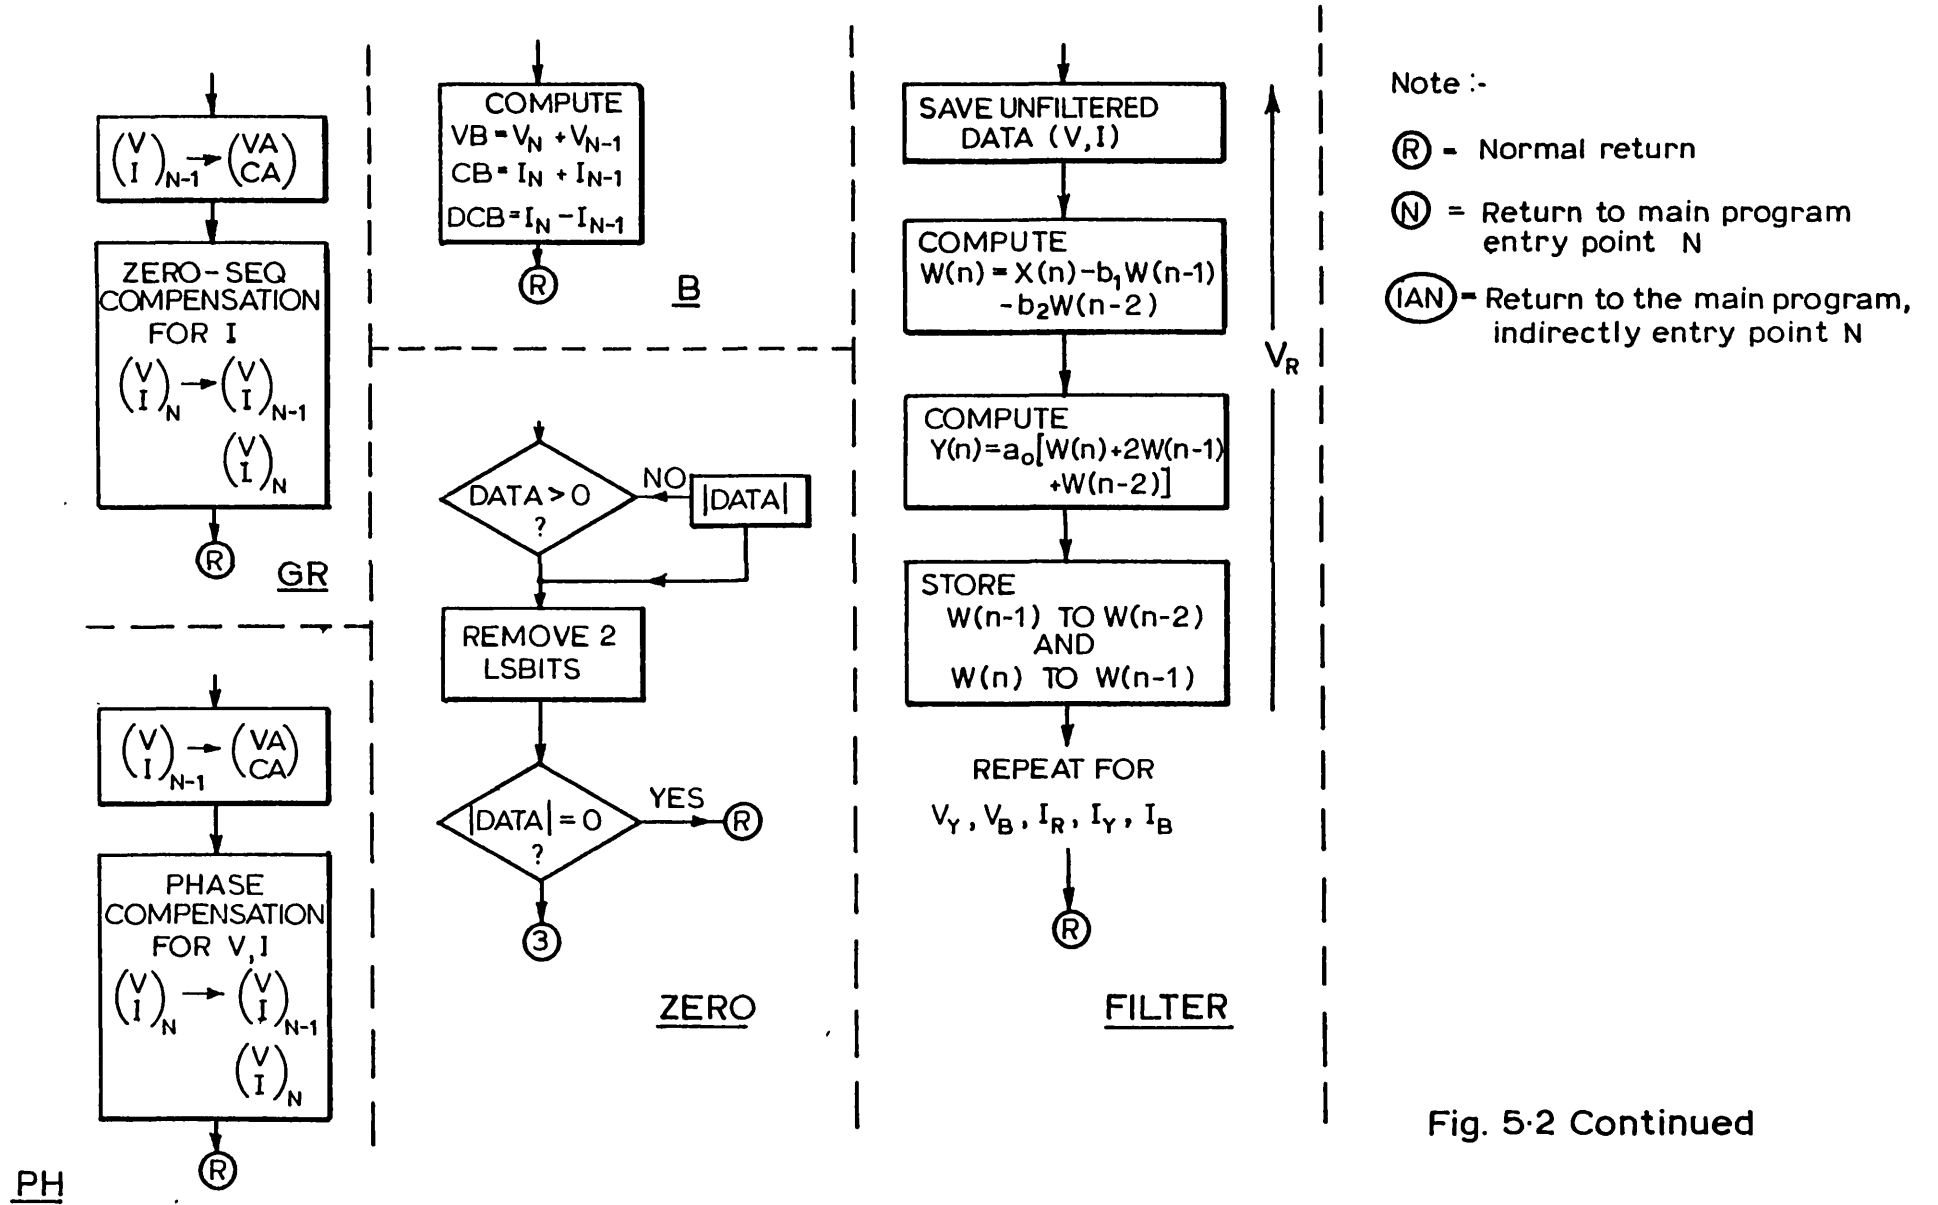 (V I)N-1 → (VA CA)
ZERO-SEQ
COMPENSATION
FOR I
(V I)N → (V I)N-1
(V I)N
R
GR
(V I)N-1 → (VA CA)
PHASE
COMPENSATION
FOR V,I
(V I)N → (V I)N-1
(V I)N
R
PH
COMPUTE
VB = VN + VN-1
CB = IN + IN-1
DCB = IN - IN-1
R
B
DATA > 0
?
NO
|DATA|
REMOVE 2
LSBITS
|DATA| = 0
?
YES
R
3
ZERO
SAVE UNFILTERED
DATA (V,I)
COMPUTE
W(n) = X(n)-b1W(n-1)
-b2W(n-2)
COMPUTE
Y(n)=ao[W(n)+2W(n-1)
+W(n-2)]
STORE
W(n-1) TO W(n-2)
AND
W(n) TO W(n-1)
VR
REPEAT FOR
VY, VB, IR, IY, IB
R
FILTER
Note :-
R - Normal return
N = Return to main program
entry point N
IAN = Return to the main program,
indirectly entry point N
Fig. 5·2 Continued